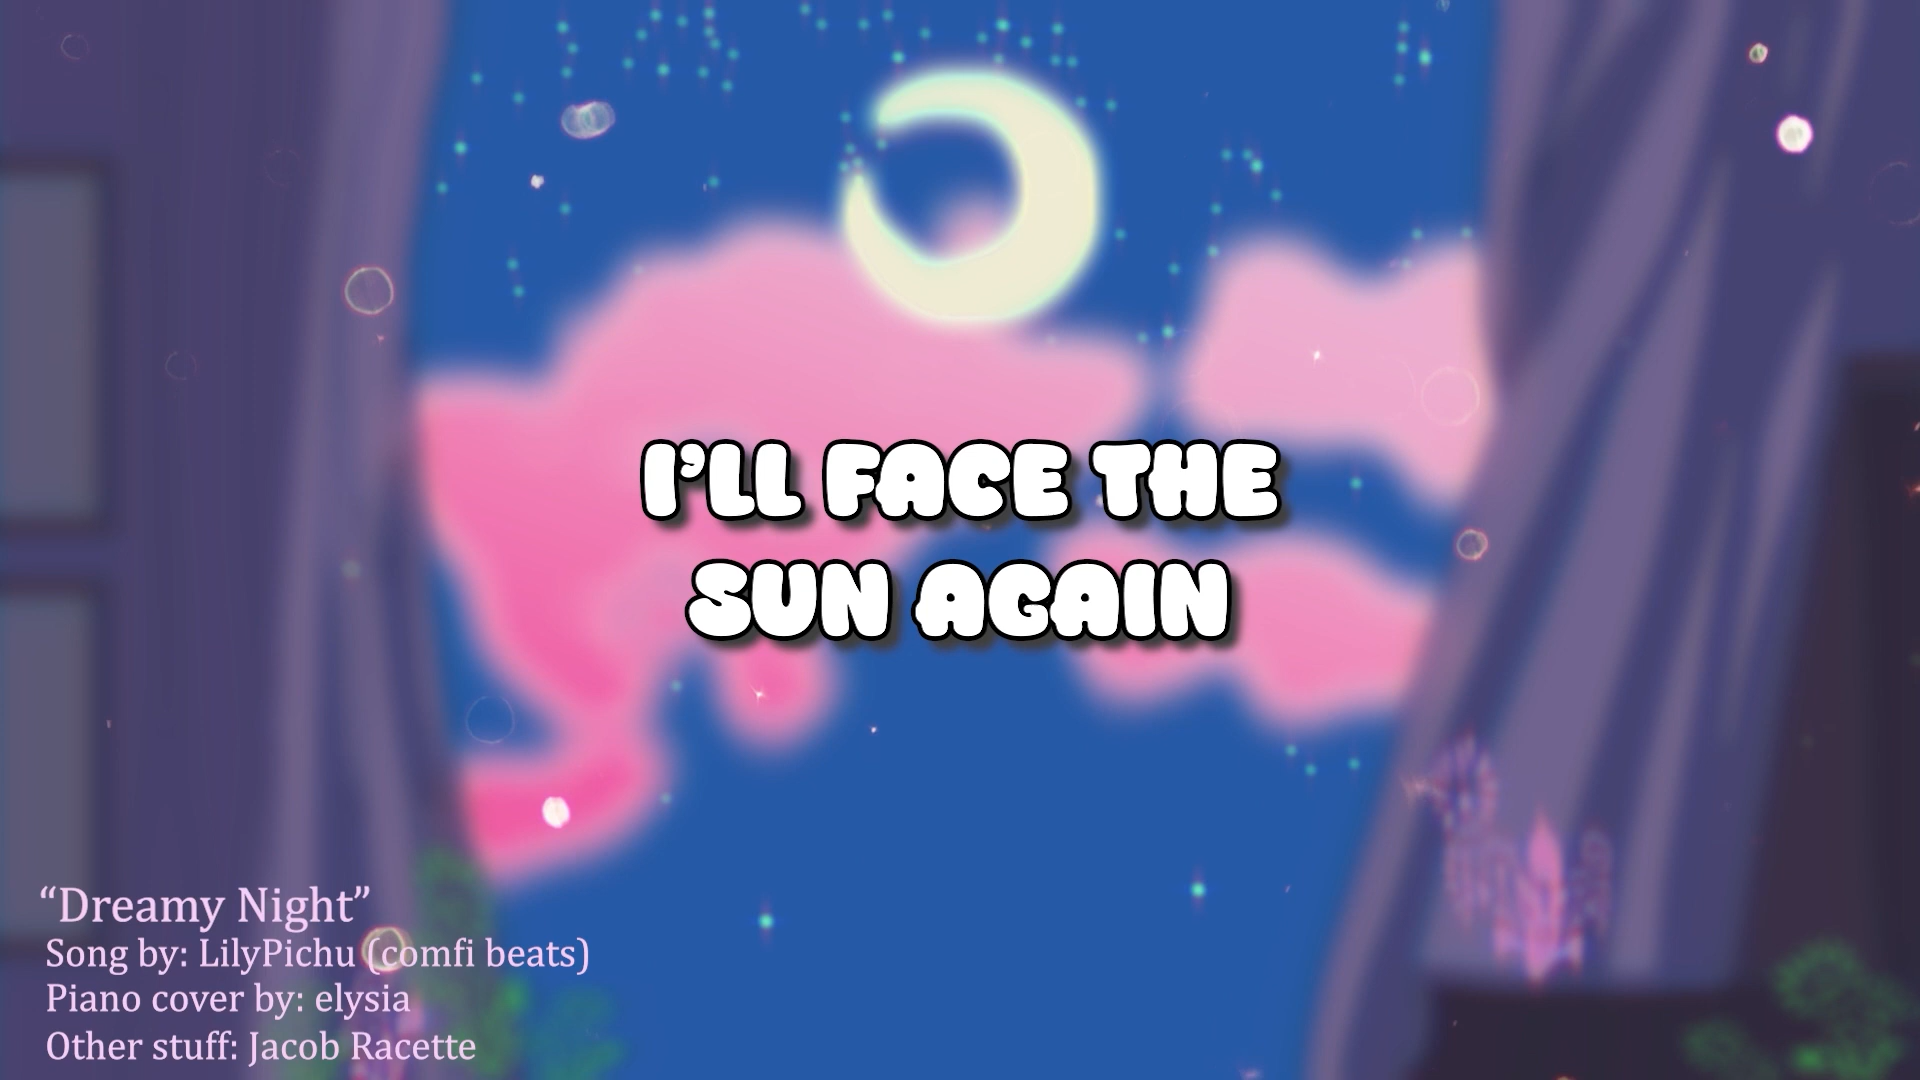 I’LL FACE THE
SUN AGAIN
“Dreamy Night”
Song by: LilyPichu (comfi beats)
Piano cover by: elysia
Other stuff: Jacob Racette